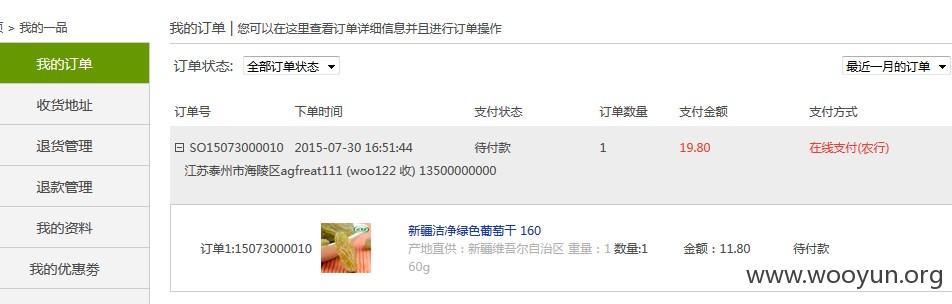 页 > 我的一品
我的订单 | 您可以在这里查看订单详细信息并且进行订单操作
我的订单
收货地址
退货管理
退款管理
我的资料
我的优惠劵
订单状态: 全部订单状态 最近一月的订单
订单号 下单时间 支付状态 订单数量 支付金额 支付方式
SO15073000010 2015-07-30 16:51:44 待付款 1 19.80 在线支付(农行)
江苏泰州市海陵区agfreat111 (woo122 收) 13500000000
订单1:15073000010
新疆洁净绿色葡萄干 160
产地直供：新疆维吾尔自治区 重量：1
60g
数量:1 金额：11.80 待付款
www.wooyun.org